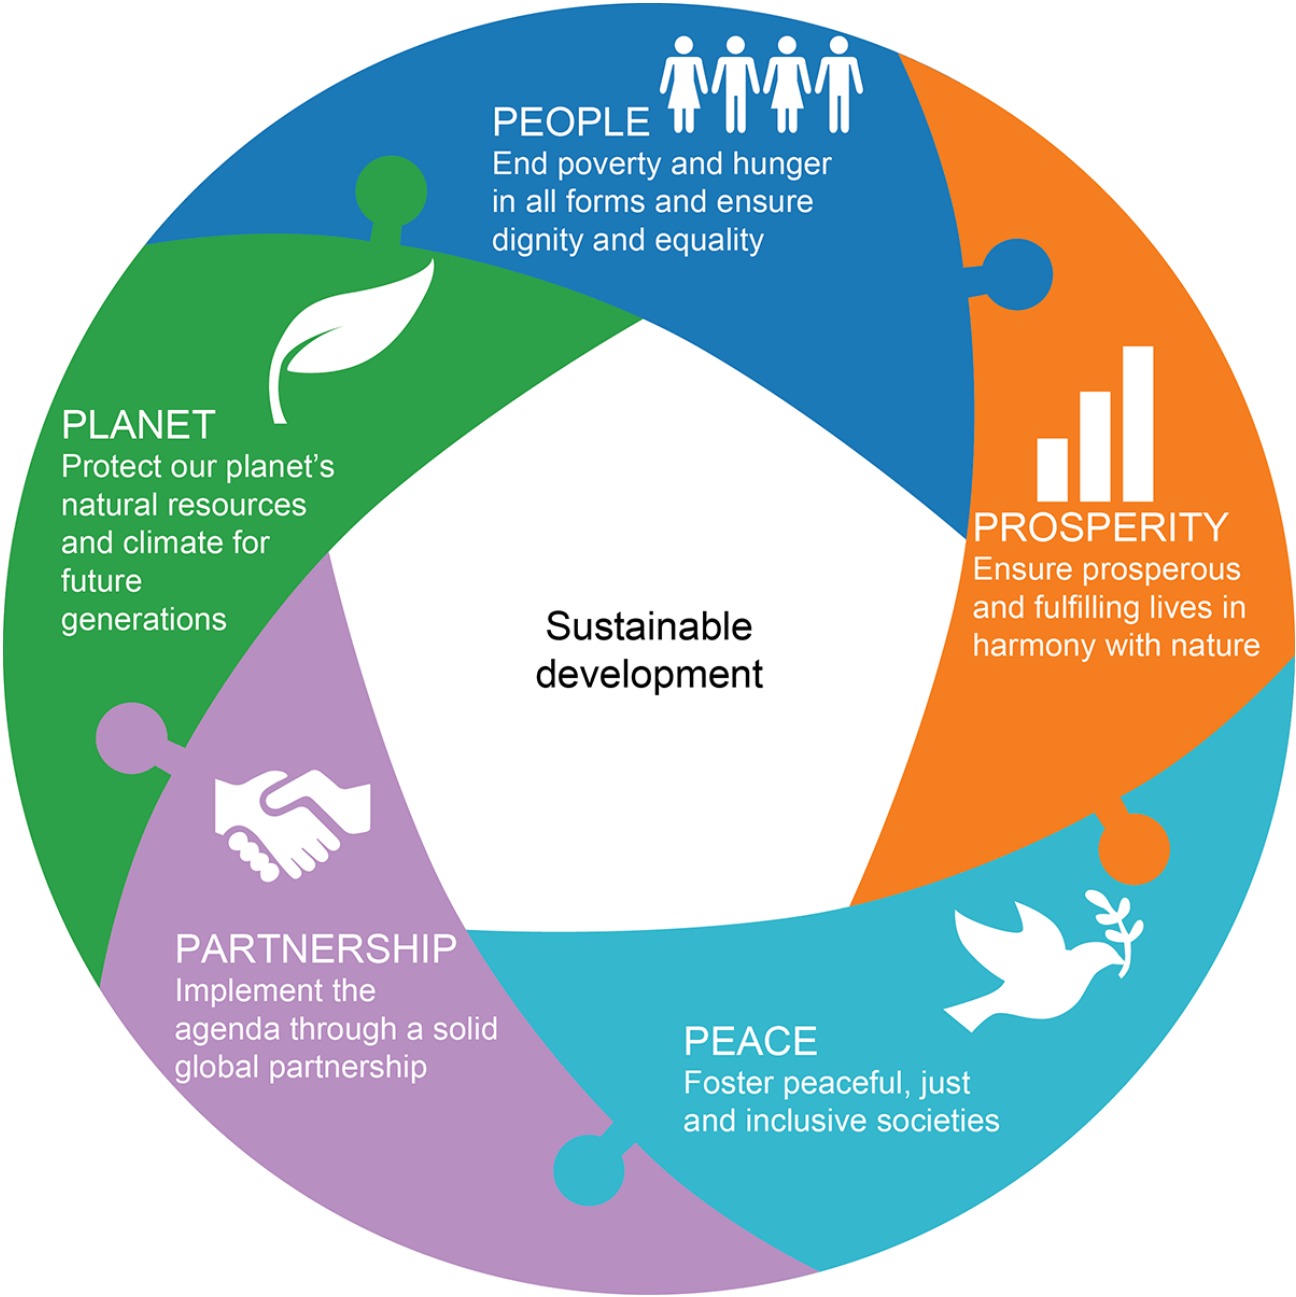 PEOPLE
End poverty and hunger
in all forms and ensure
dignity and equality
PROSPERITY
Ensure prosperous
and fulfilling lives in
harmony with nature
PEACE
Foster peaceful, just
and inclusive societies
PARTNERSHIP
Implement the
agenda through a solid
global partnership
PLANET
Protect our planet’s
natural resources
and climate for
future
generations
Sustainable
development